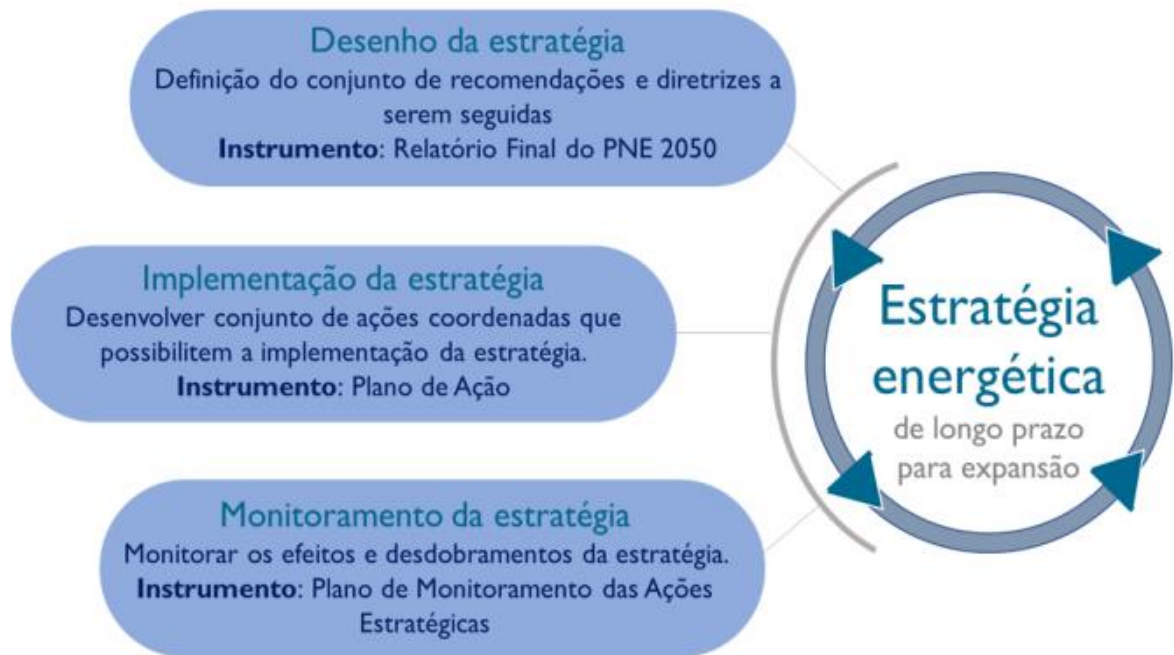 Desenho da estratégia
Definição do conjunto de recomendações e diretrizes a
serem seguidas
Instrumento: Relatório Final do PNE 2050
Implementação da estratégia
Desenvolver conjunto de ações coordenadas que
possibilitem a implementação da estratégia.
Instrumento: Plano de Ação
Monitoramento da estratégia
Monitorar os efeitos e desdobramentos da estratégia.
Instrumento: Plano de Monitoramento das Ações
Estratégicas
Estratégia
energética
de longo prazo
para expansão